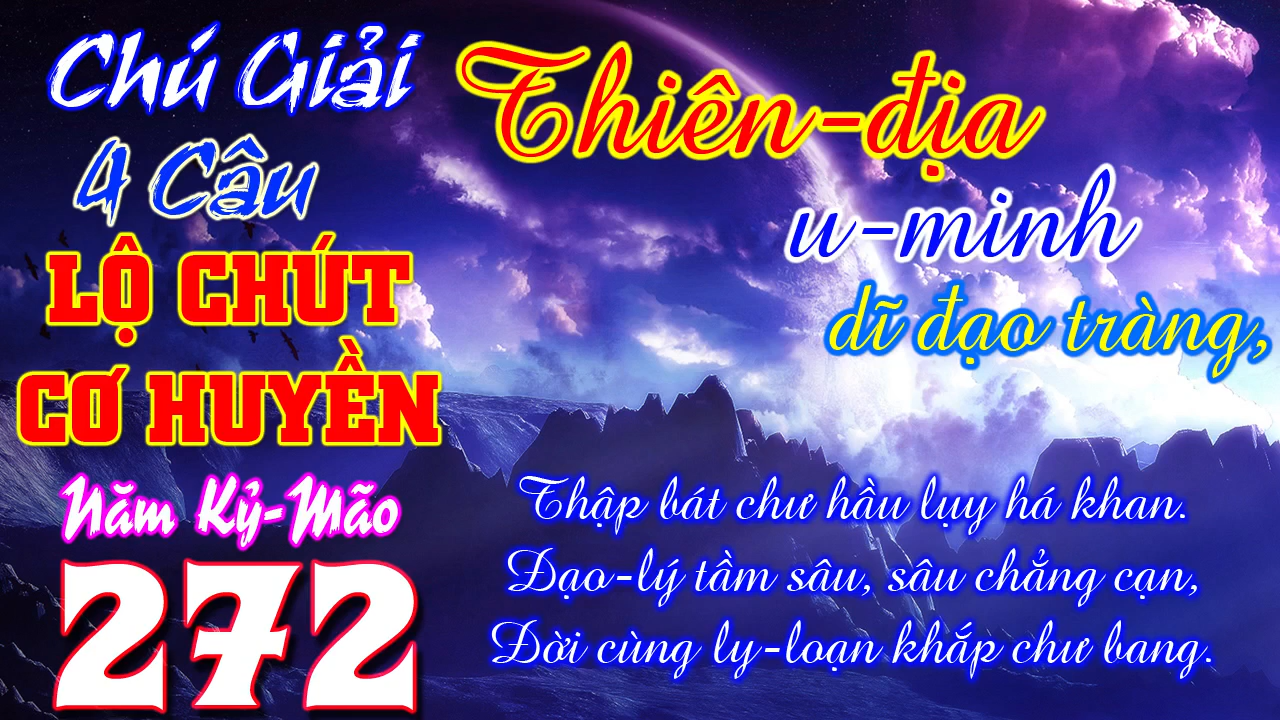 Chú Giải
4 Câu
LỘ CHÚT
CƠ HUYỀN
Năm Kỷ-Mão
272
Thiên-địa
u-minh
dĩ đạo tràng,
Thập bát chư hầu lụy há khan.
Đạo-lý tầm sâu, sâu chẳng cạn,
Đời cùng ly-loạn khắp chư bang.